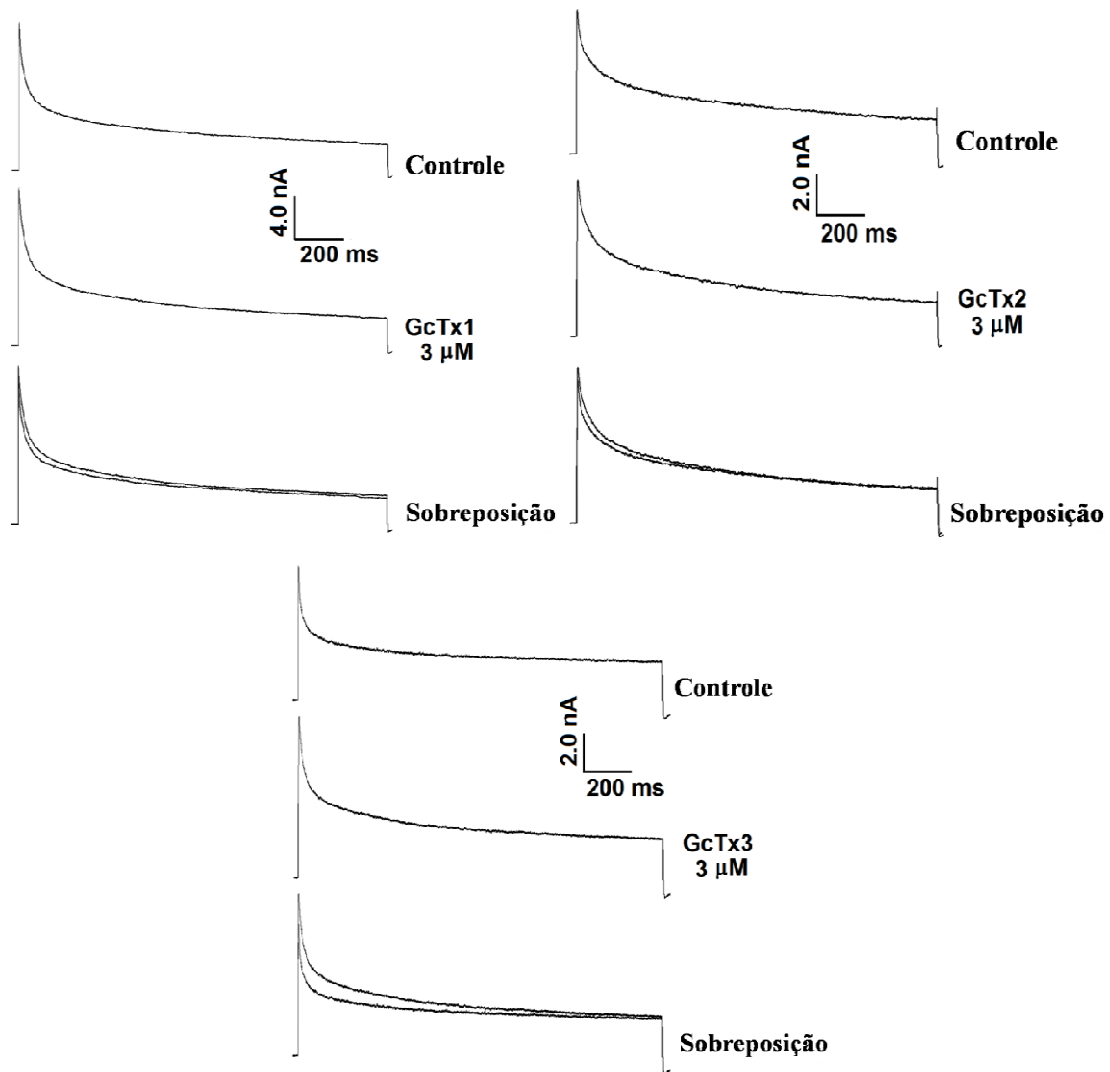 Controle
4.0 nA
200 ms
GcTx1
3 µM
Sobreposição
Controle
2.0 nA
200 ms
GcTx2
3 µM
Sobreposição
Controle
2.0 nA
200 ms
GcTx3
3 µM
Sobreposição